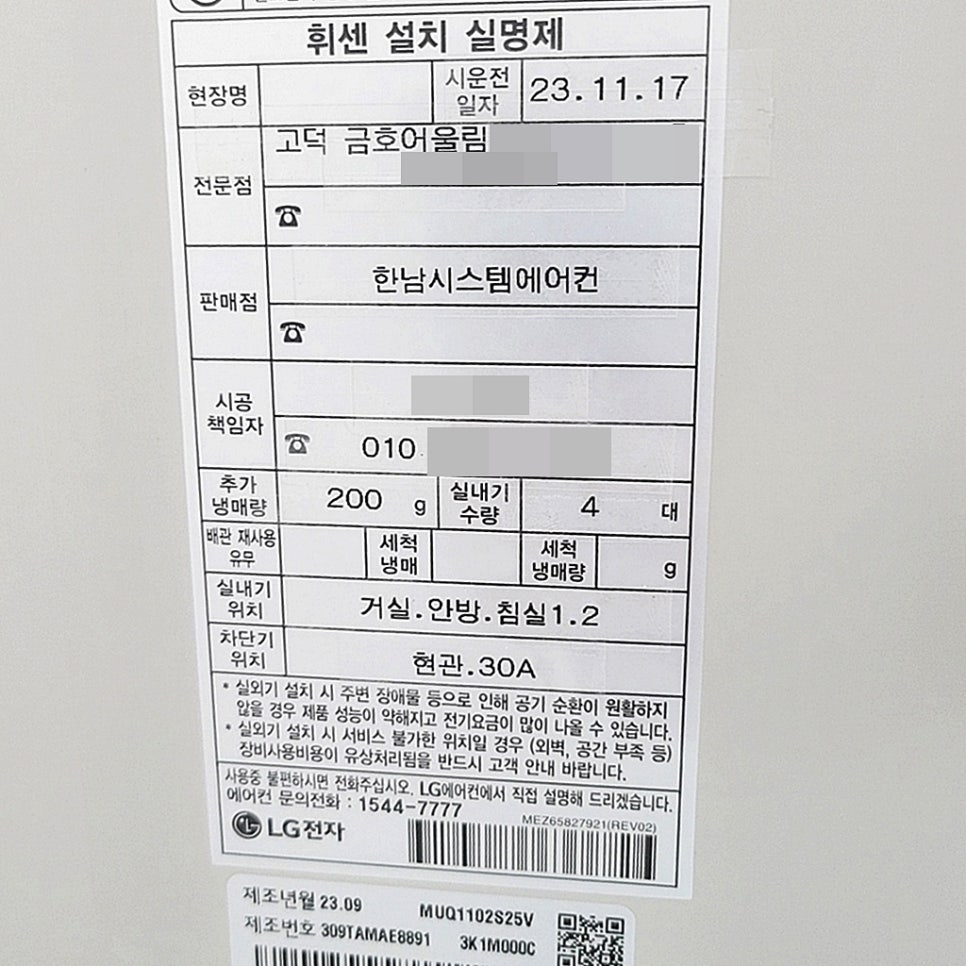 휘센 설치 실명제
현장명
시운전 일자
23.11.17
전문점
고덕 금호어울림
☎
판매점
한남시스템에어컨
☎
시공 책임자
☎ 010
추가 냉매량
200 g
실내기 수량
4 대
배관 재사용 유무
세척 냉매
세척 냉매량
g
실내기 위치
거실.안방.침실1.2
차단기 위치
현관.30A
* 실외기 설치 시 주변 장애물 등으로 인해 공기 순환이 원활하지
않을 경우 제품 성능이 약해지고 전기요금이 많이 나올 수 있습니다.
* 실외기 설치 시 서비스 불가한 위치일 경우 (외벽, 공간 부족 등)
장비사용비용이 유상처리됨을 반드시 고객 안내 바랍니다.
사용중 불편하시면 전화주십시오. LG에어컨에서 직접 설명해 드리겠습니다.
에어컨 문의전화 : 1544-7777
MEZ65827921(REV02)
LG전자
제조년월 23.09
MUQ1102S25V
제조번호 309TAMAE8891
3K1M000C